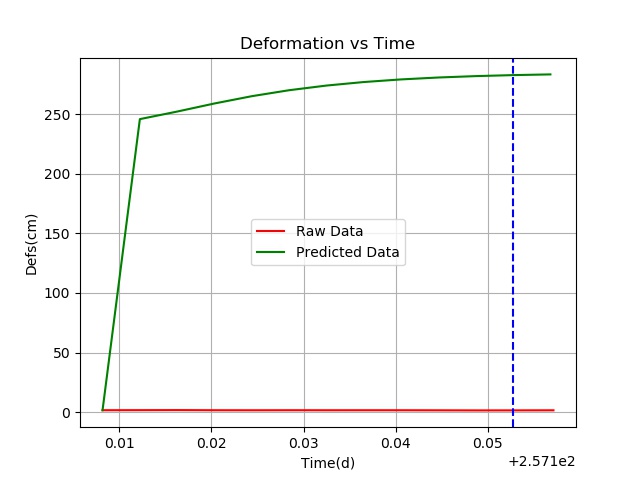 Deformation vs Time
Defs(cm)
250
200
150
100
50
0
Raw Data
Predicted Data
0.01 0.02 0.03 0.04 0.05
+2.571e2
Time(d)